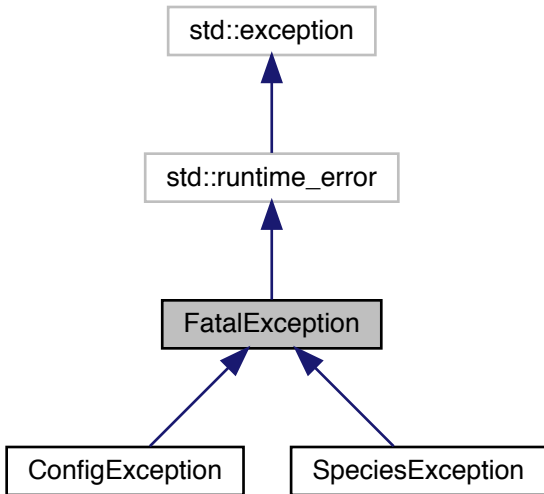 std::exception
std::runtime_error
FatalException
ConfigException
SpeciesException